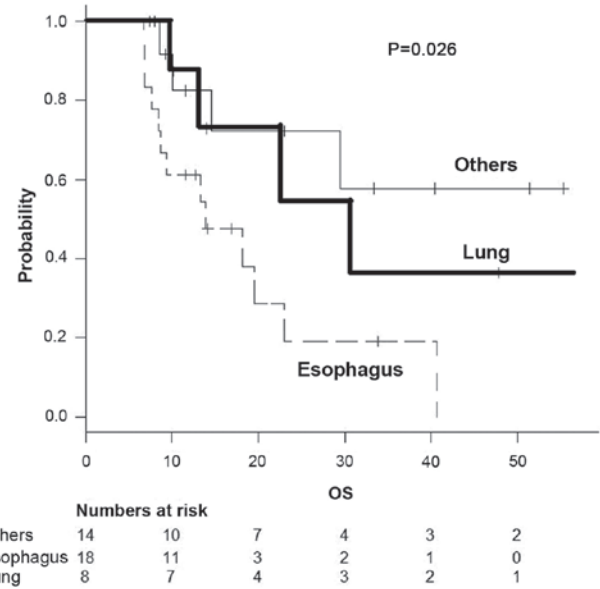 1.0
P=0.026
0.8
Others
0.6
Probability
Lung
0.4
0.2
Esophagus
0.0
0 10 20 30 40 50
OS
Numbers at risk
hers 14 10 7 4 3 2
sophagus 18 11 3 2 1 0
ng 8 7 4 3 2 1